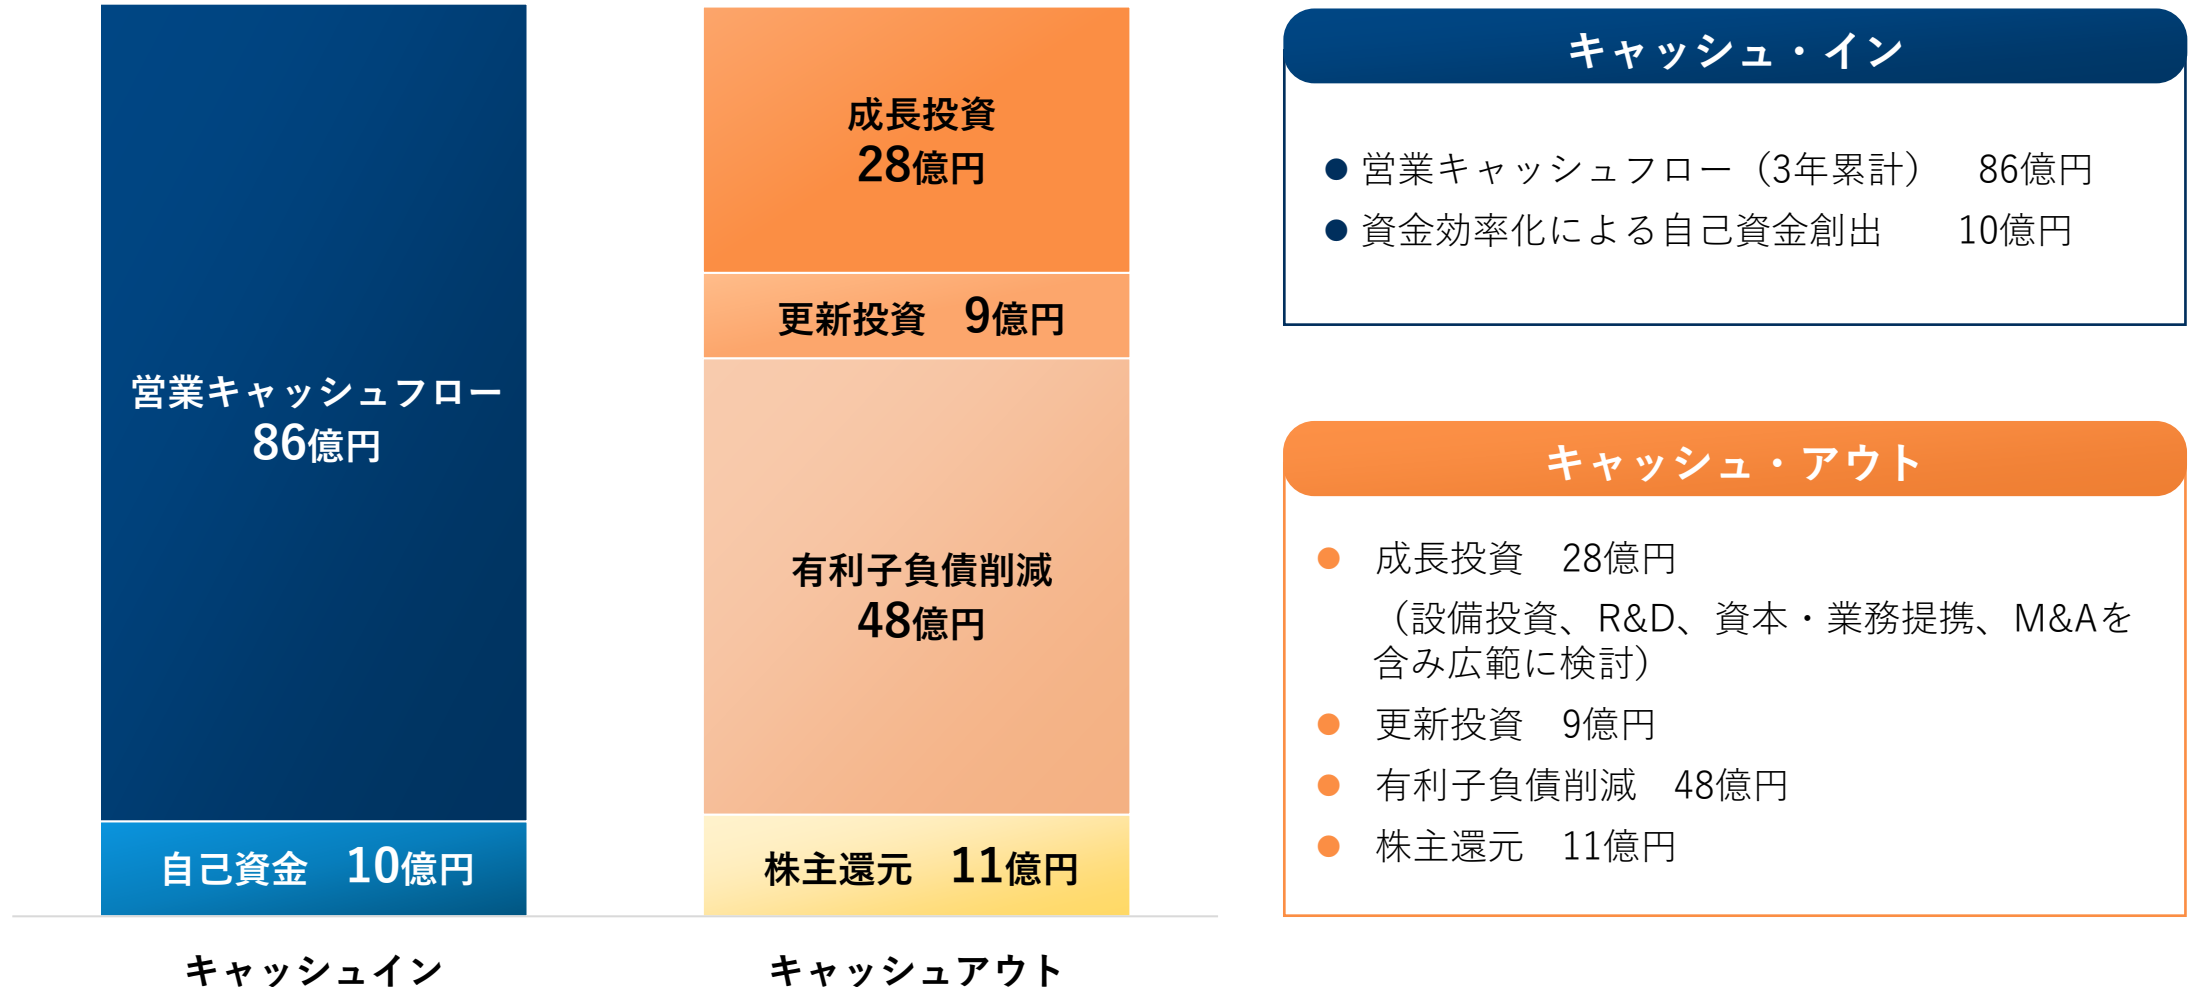 営業キャッシュフロー
86億円
自己資金　10億円
キャッシュイン
成長投資
28億円
更新投資　9億円
有利子負債削減
48億円
株主還元　11億円
キャッシュアウト
キャッシュ・イン
● 営業キャッシュフロー（3年累計）　86億円
● 資金効率化による自己資金創出　　10億円
キャッシュ・アウト
● 成長投資　28億円
（設備投資、R&D、資本・業務提携、M&Aを
含み広範に検討）
● 更新投資　9億円
● 有利子負債削減　48億円
● 株主還元　11億円